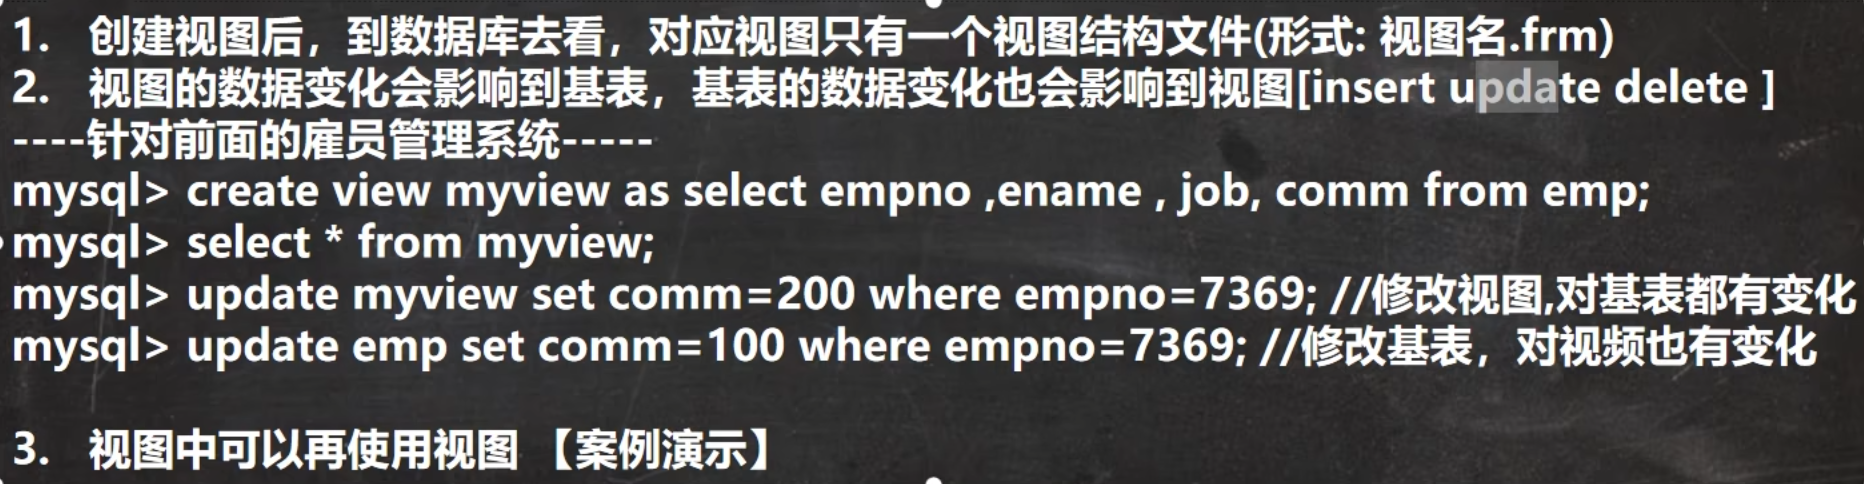 1. 创建视图后，到数据库去看，对应视图只有一个视图结构文件(形式: 视图名.frm)
2. 视图的数据变化会影响到基表，基表的数据变化也会影响到视图[insert update delete ]
----针对前面的雇员管理系统-----
mysql> create view myview as select empno ,ename , job, comm from emp;
mysql> select * from myview;
mysql> update myview set comm=200 where empno=7369; //修改视图,对基表都有变化
mysql> update emp set comm=100 where empno=7369; //修改基表，对视频也有变化
3. 视图中可以再使用视图 【案例演示】